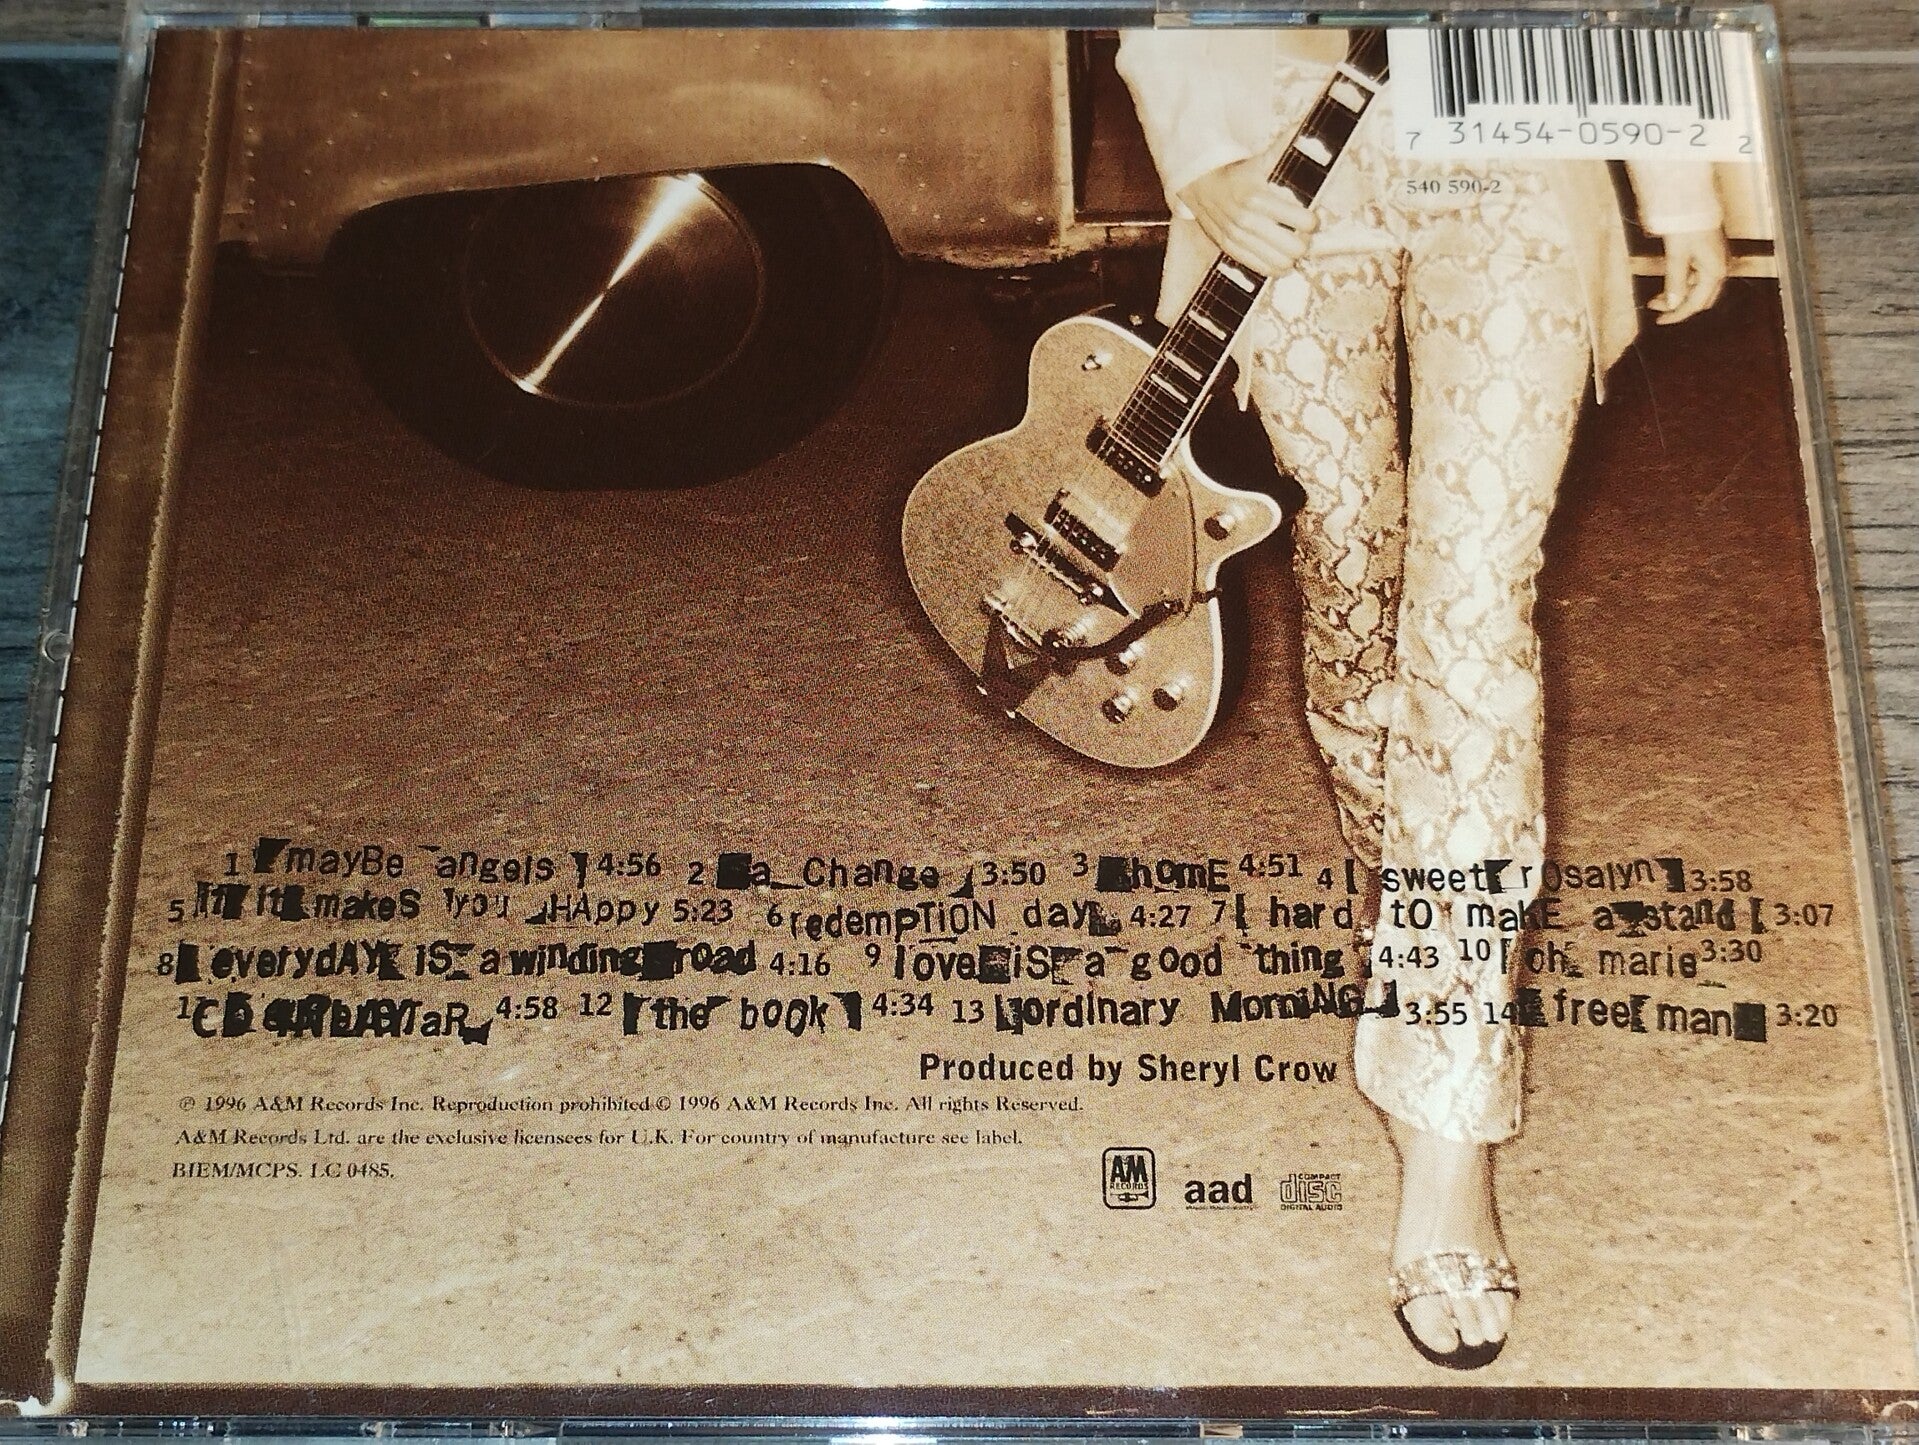 7 31454-0590-2 2
540 590-2
1 mayBe angels 4:56 2 a Change 3:50 3 homE 4:51 4 sweet rosalyn 3:58
5 if it makeS you HAppy 5:23 6 redempTiON day 4:27 7 hard tO makE a stand 3:07
8 everydAY iS a winding road 4:16 9 love iS a good thing 4:43 10 oh marie 3:30
4:58 12 the book 4:34 13 ordinary MorniNG 3:55 14 free man 3:20
Produced by Sheryl Crow
℗ 1996 A&M Records Inc. Reproduction prohibited © 1996 A&M Records Inc. All rights Reserved.
A&M Records Ltd. are the exclusive licensees for U.K. For country of manufacture see label.
BIEM/MCPS. LC 0485.
A&M RECORDS aad COMPACT disc DIGITAL AUDIO